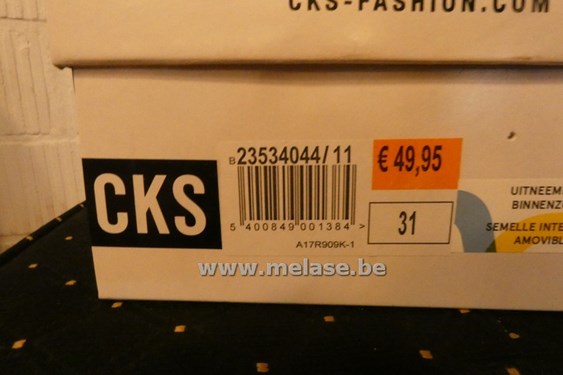 CKS-FASHION.COM
B 23534044/11
€ 49,95
CKS
5 400849 001384 >
31
A17R909K-1
UITNEEM
BINNENZ
SEMELLE INTE
AMOVIBL
www.melase.be